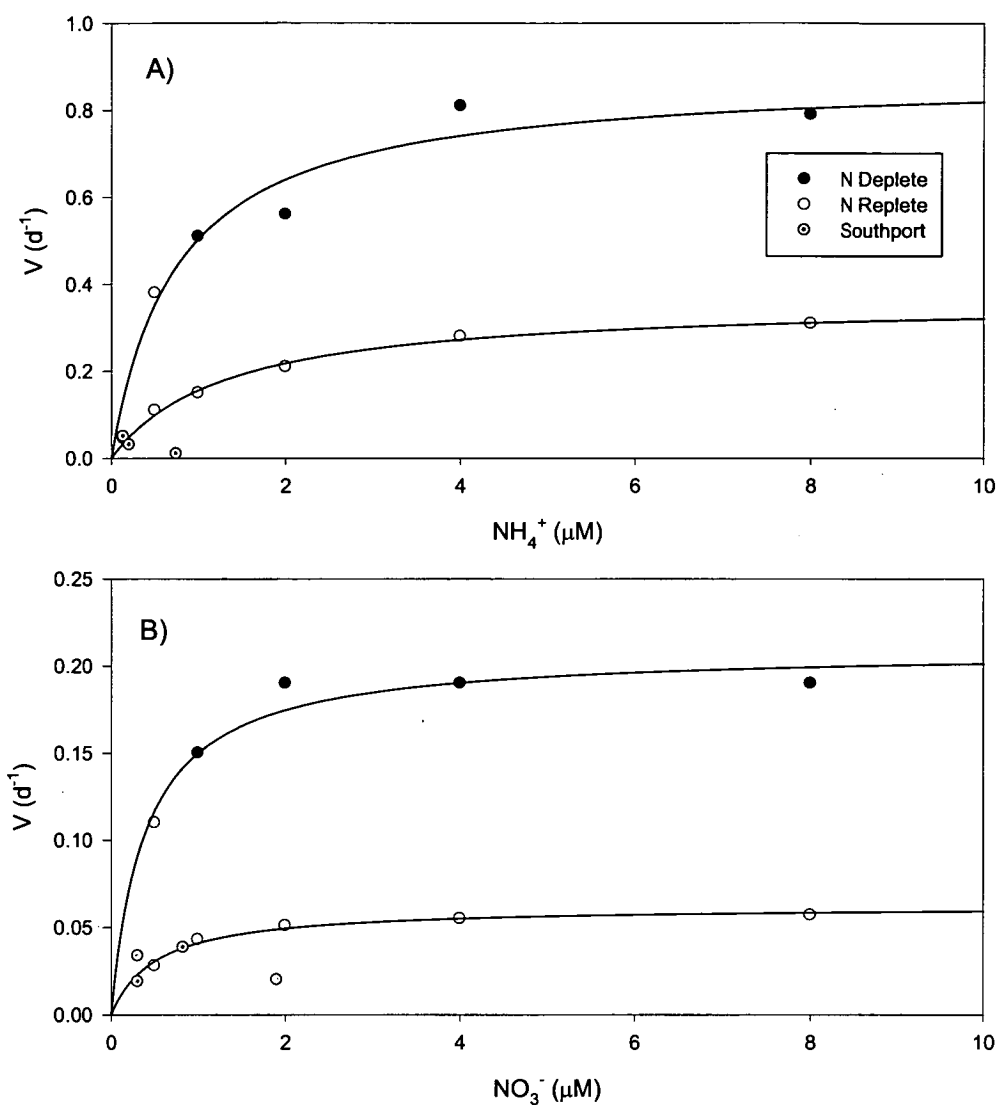 A)
1.0
0.8
0.6
0.4
0.2
0.0
V (d⁻¹)
N Deplete
N Replete
Southport
0 2 4 6 8 10
NH₄⁺ (μM)
B)
0.25
0.20
0.15
0.10
0.05
0.00
V (d⁻¹)
0 2 4 6 8 10
NO₃⁻ (μM)